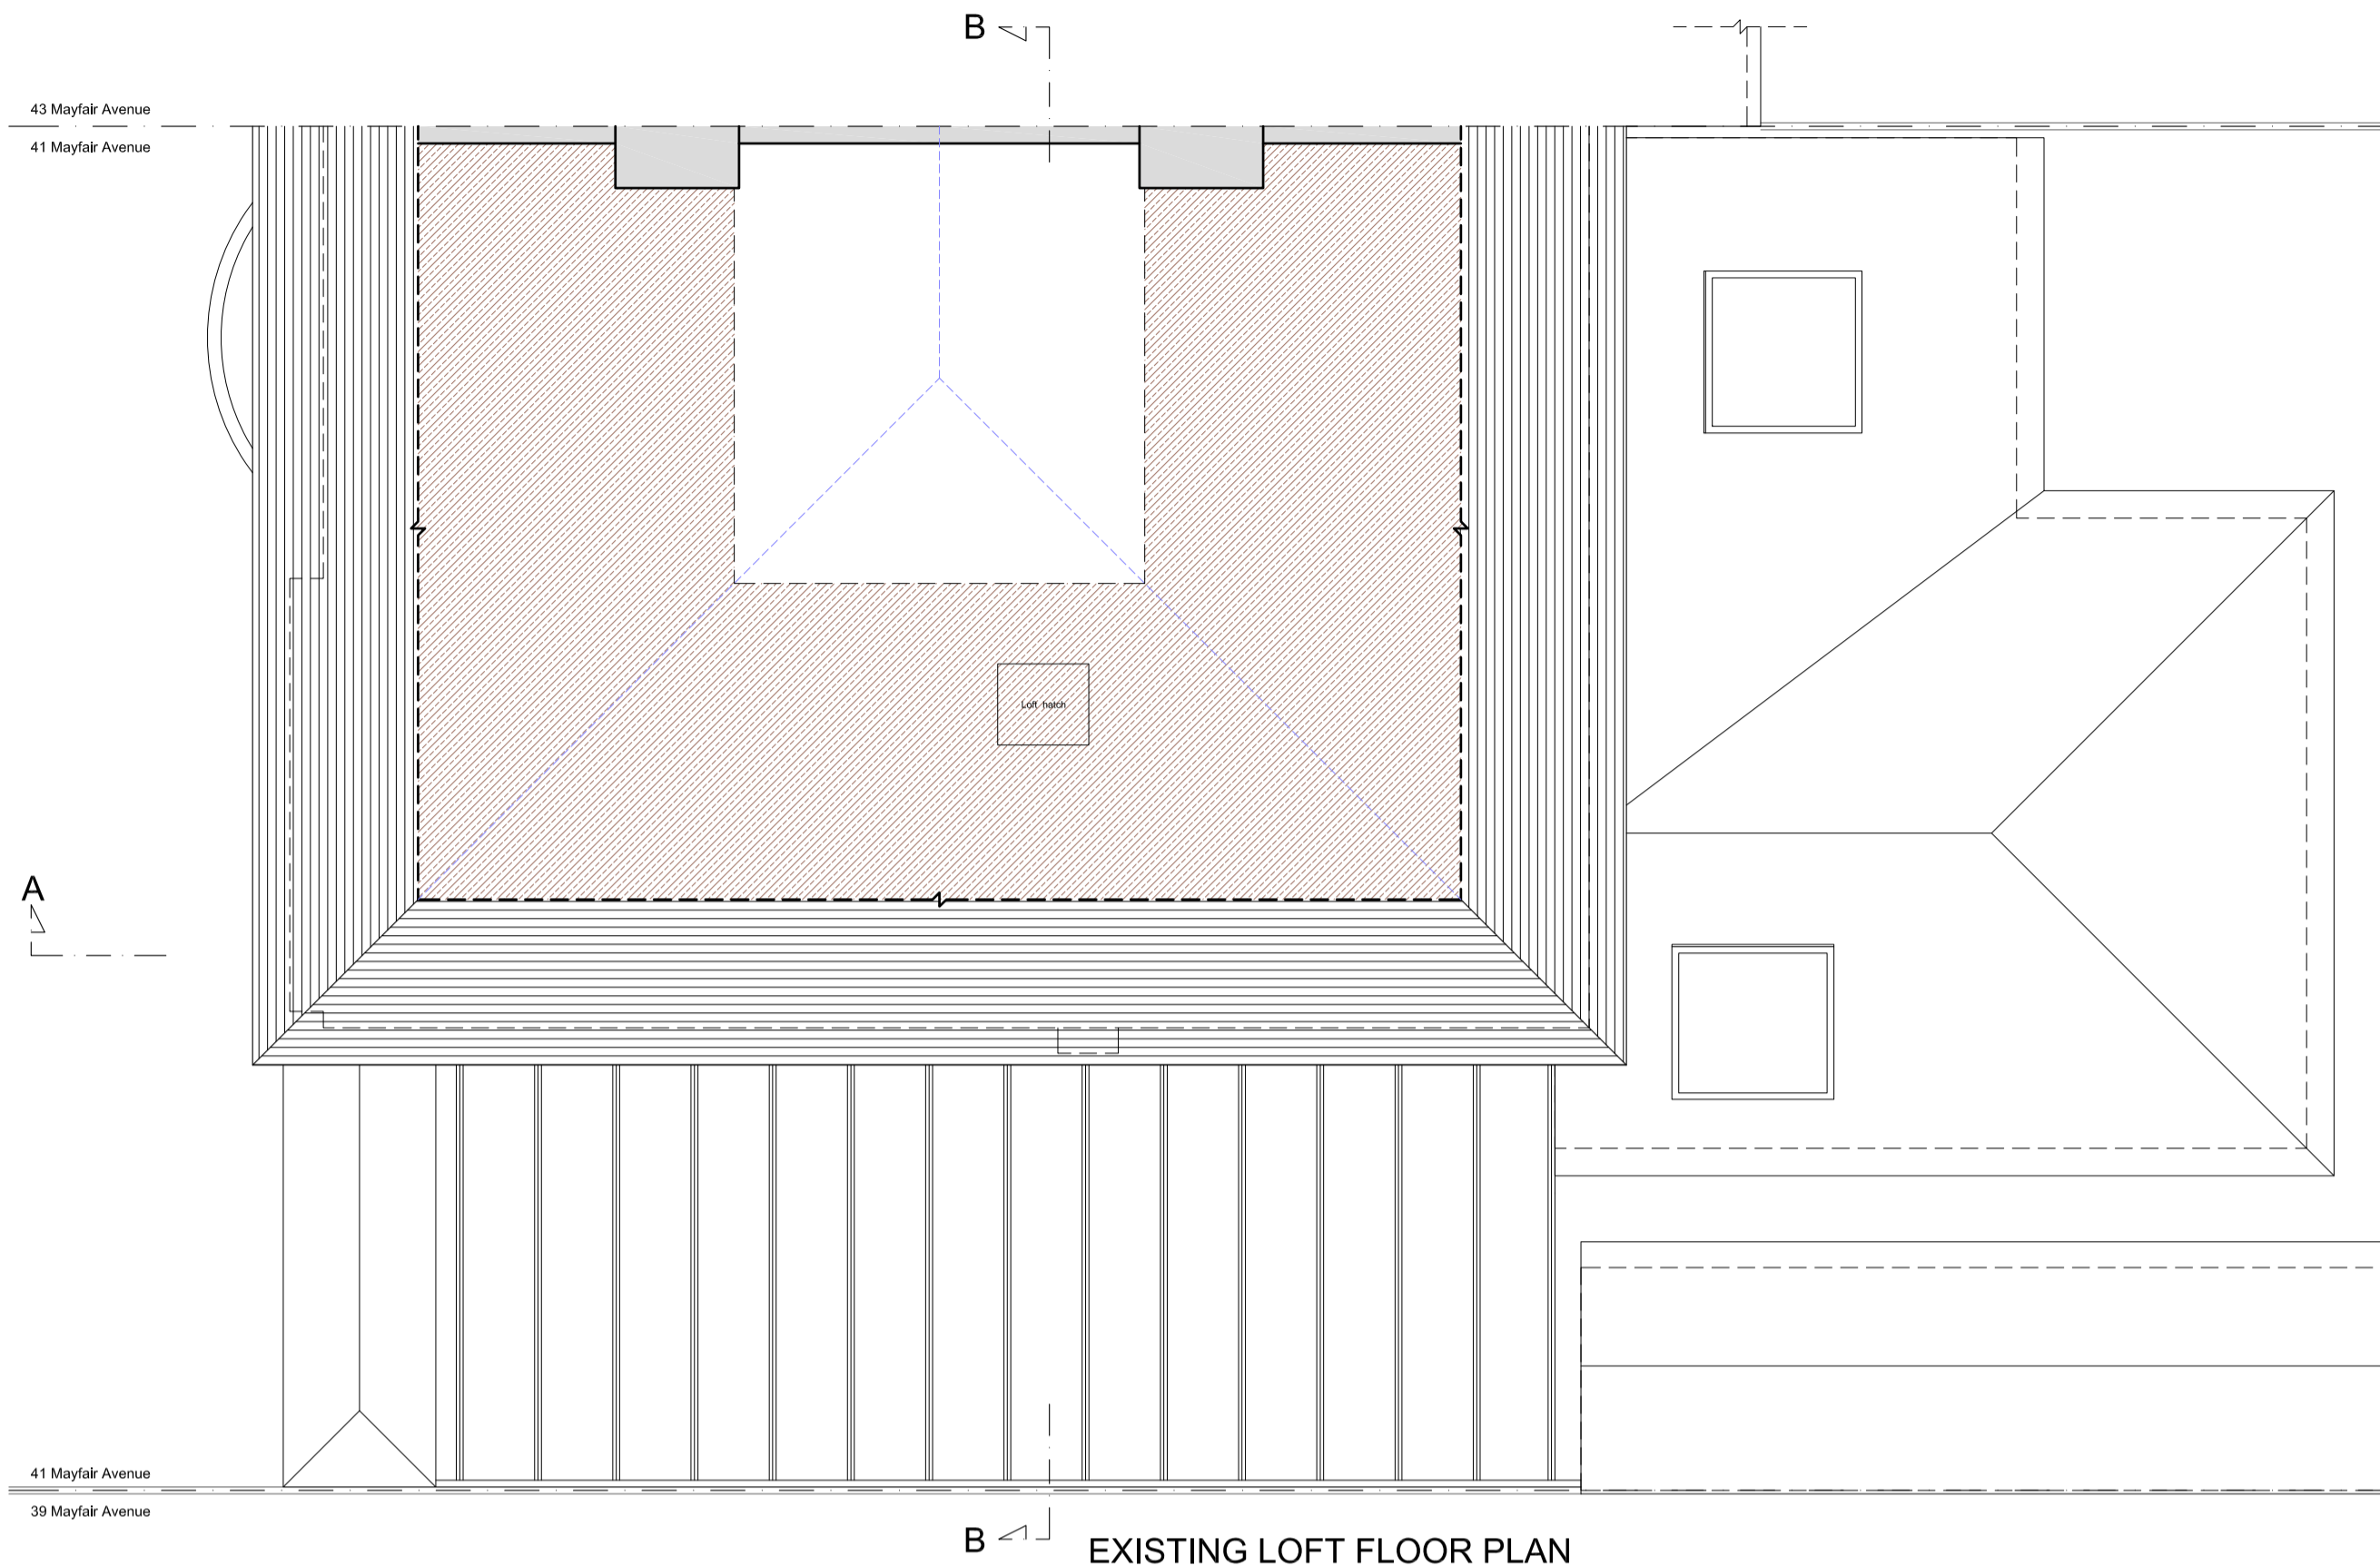 B
43 Mayfair Avenue
41 Mayfair Avenue
Loft hatch
A
41 Mayfair Avenue
39 Mayfair Avenue
B
EXISTING LOFT FLOOR PLAN